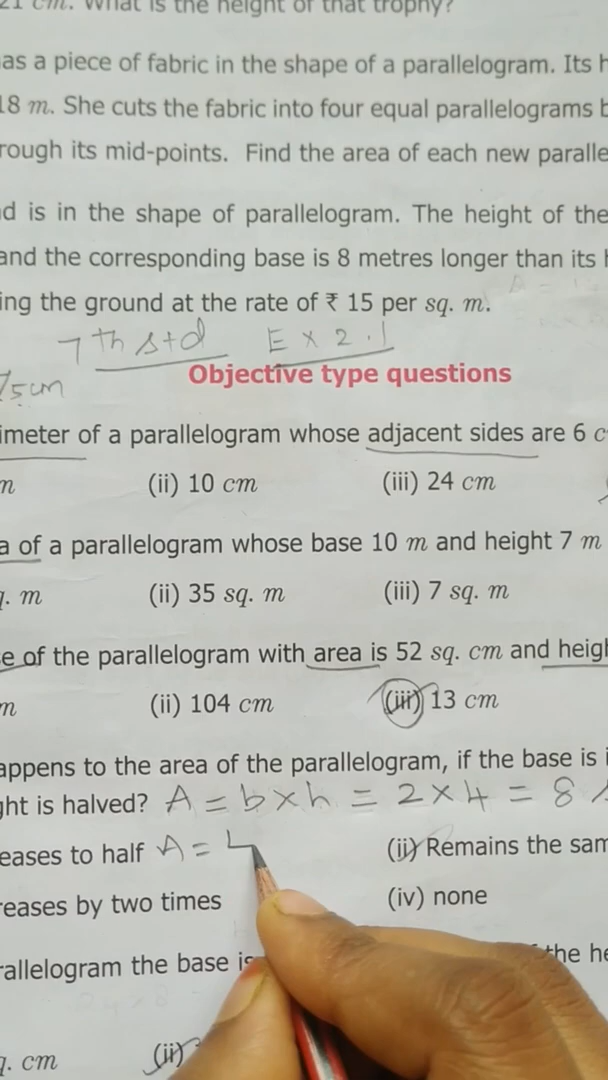 21 cm. What is the height of that trophy?
as a piece of fabric in the shape of a parallelogram. Its h
18 m. She cuts the fabric into four equal parallelograms b
rough its mid-points. Find the area of each new paralle
d is in the shape of parallelogram. The height of the
and the corresponding base is 8 metres longer than its h
ing the ground at the rate of ₹ 15 per sq. m.
7th std Ex 2.1
Objective type questions
5cm
imeter of a parallelogram whose adjacent sides are 6 c
m (ii) 10 cm (iii) 24 cm
a of a parallelogram whose base 10 m and height 7 m
q. m (ii) 35 sq. m (iii) 7 sq. m
e of the parallelogram with area is 52 sq. cm and heigh
m (ii) 104 cm (iii) 13 cm
appens to the area of the parallelogram, if the base is i
ght is halved? A = b × h = 2 × 4 = 8
eases to half A = (ii) Remains the sam
reases by two times (iv) none
rallelogram the base is the he
q. cm (ii)